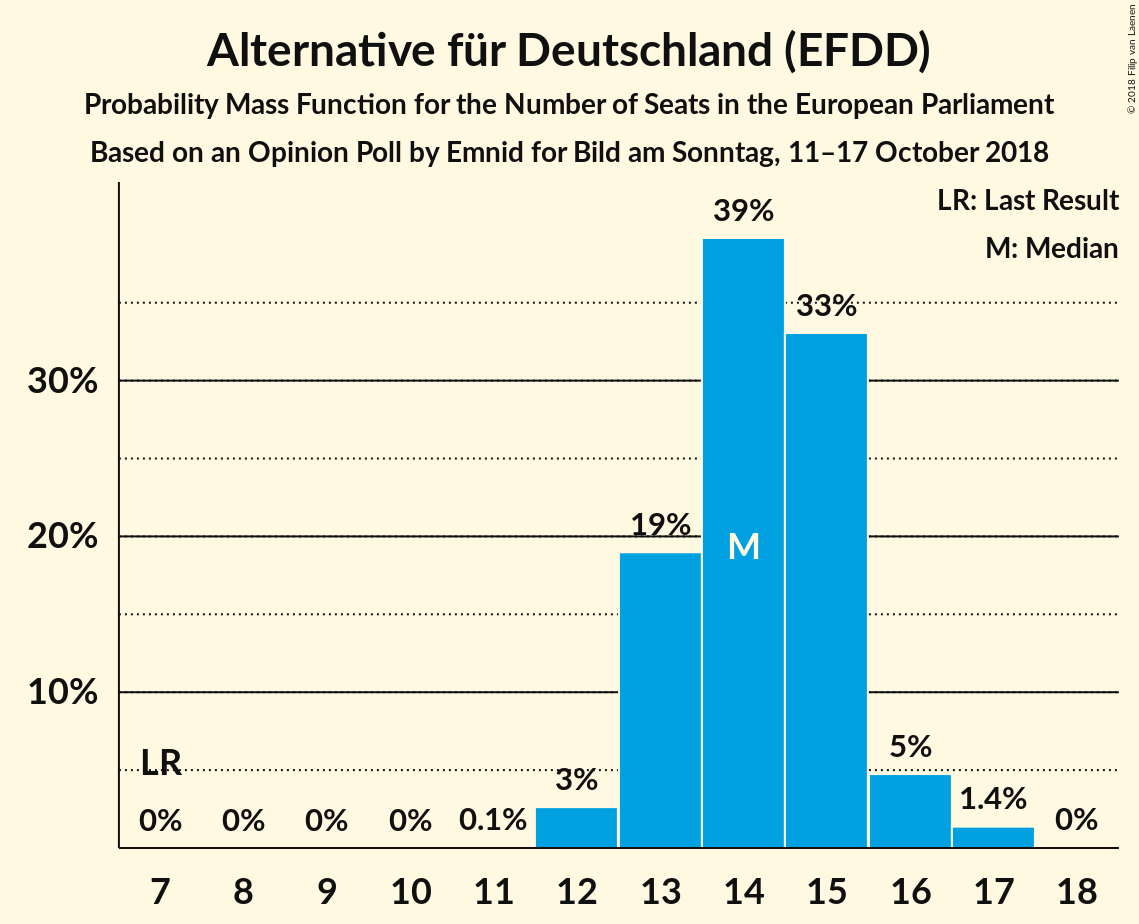 Alternative für Deutschland (EFDD)
Probability Mass Function for the Number of Seats in the European Parliament
Based on an Opinion Poll by Emnid for Bild am Sonntag, 11–17 October 2018
© 2018 Filip van Laenen
LR: Last Result
M: Median
39%
33%
30%
20%
19%
M
10%
LR
5%
3%
1.4%
0% 0% 0% 0% 0.1% 0%
7 8 9 10 11 12 13 14 15 16 17 18